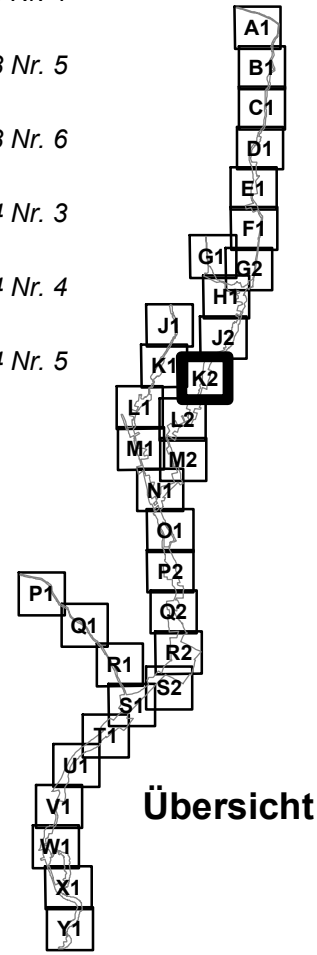 Nr. 5
Nr. 6
Nr. 3
Nr. 4
Nr. 5
A1
B1
C1
D1
E1
F1
G1
G2
H1
J1
J2
K1
K2
L1
L2
M1
M2
N1
O1
P2
P1
Q2
Q1
R2
R1
S2
S1
T1
U1
V1
Übersicht
W1
X1
Y1